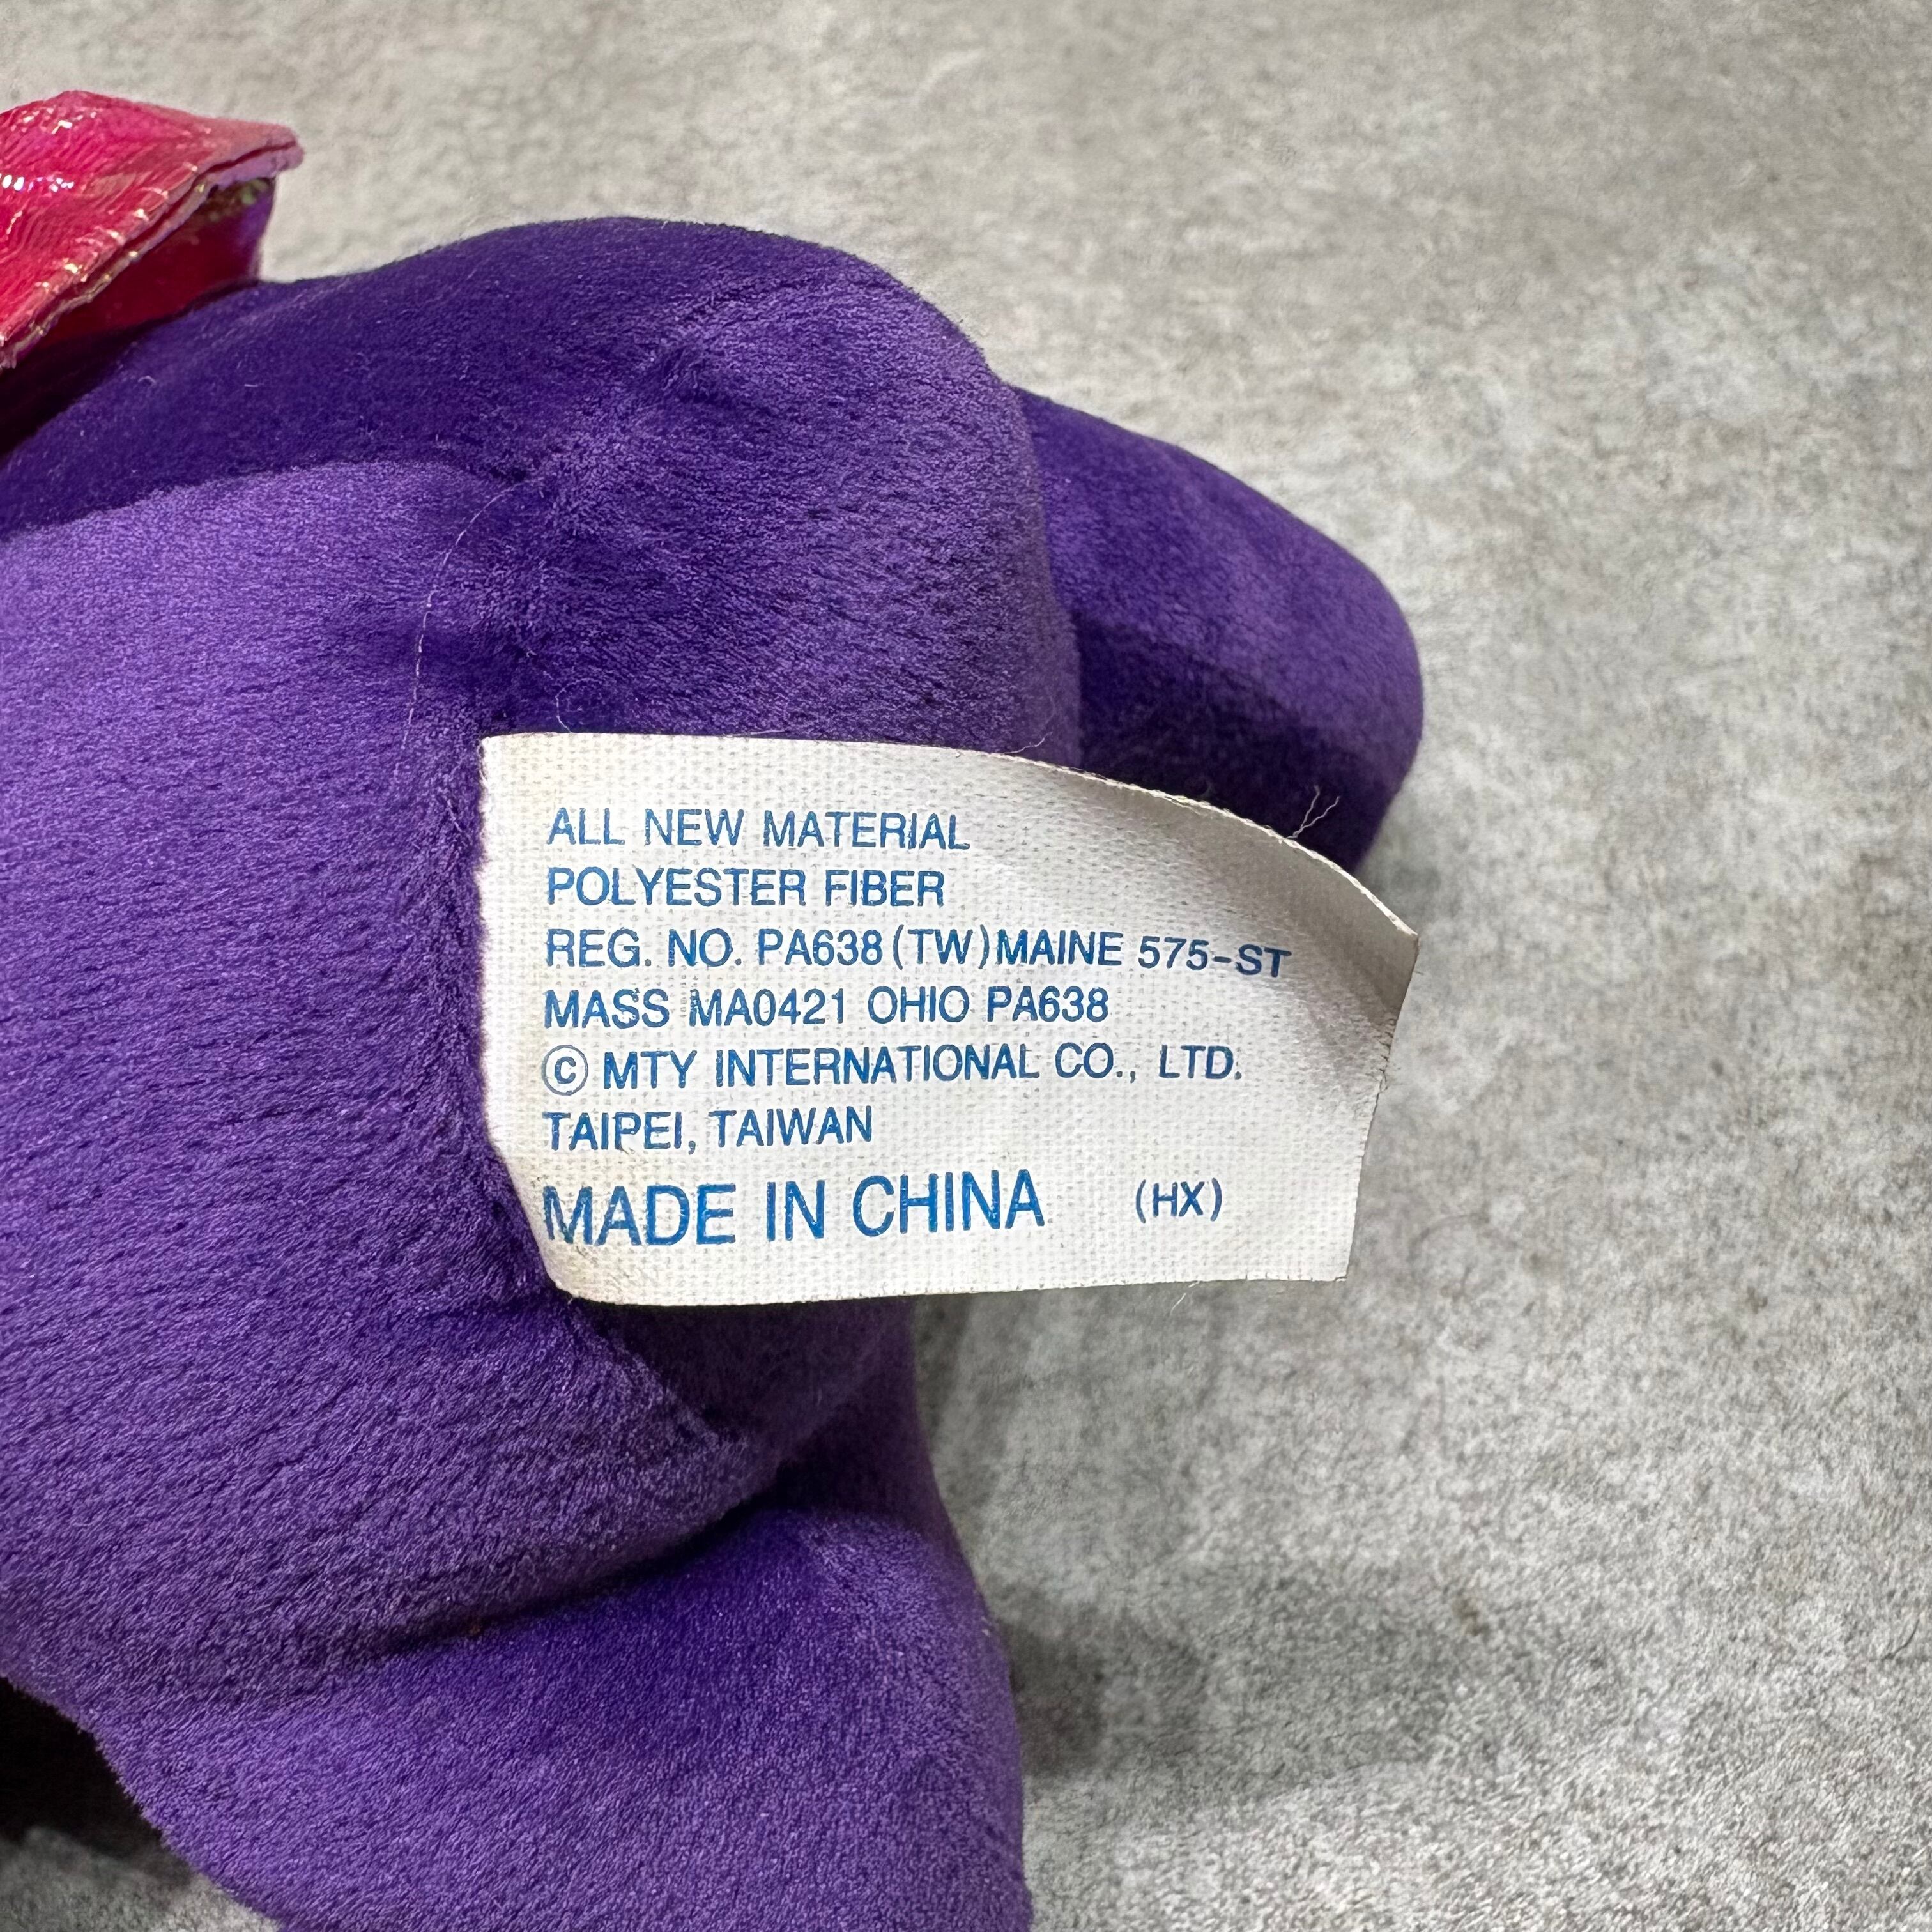 ALL NEW MATERIAL
POLYESTER FIBER
REG. NO. PA638(TW)MAINE 575-ST
MASS MA0421 OHIO PA638
© MTY INTERNATIONAL CO., LTD.
TAIPEI, TAIWAN
MADE IN CHINA (HX)